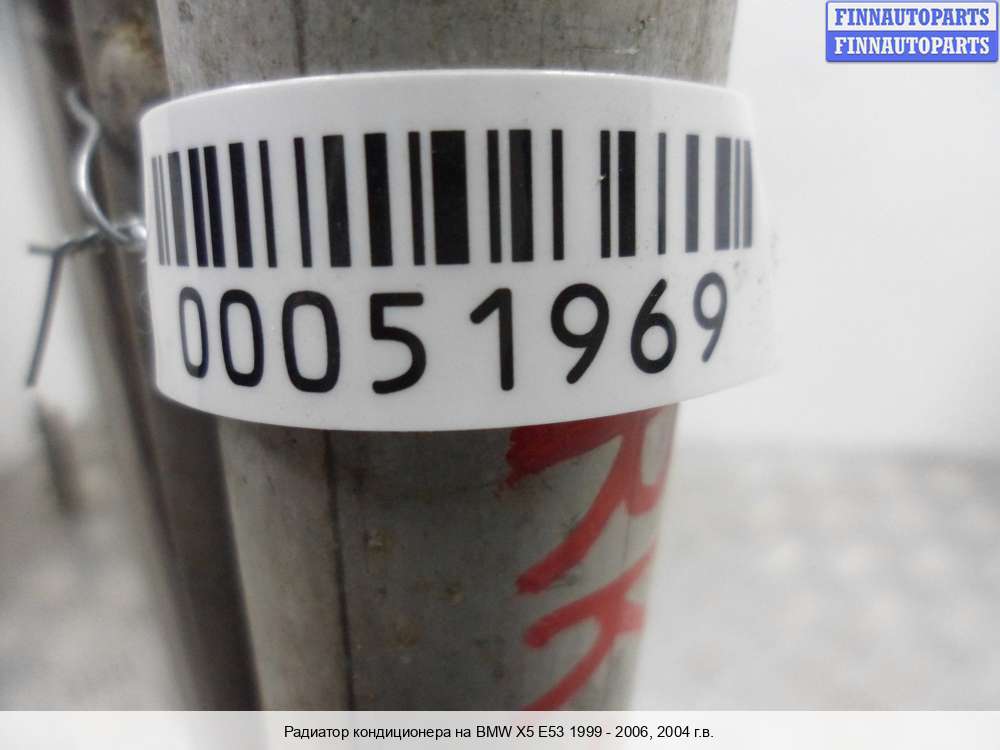 FINNAUTOPARTS
FINNAUTOPARTS
00051969
Радиатор кондиционера на BMW X5 E53 1999 - 2006, 2004 г.в.